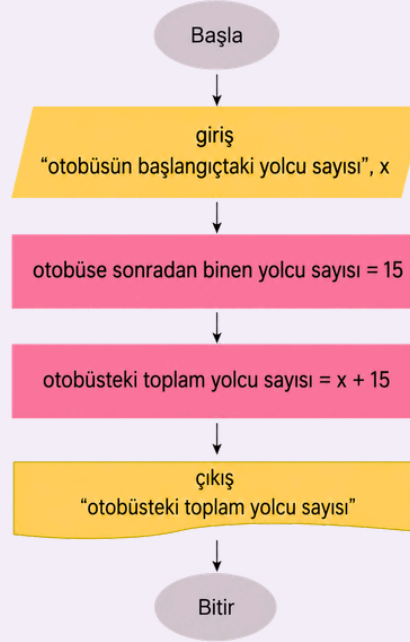 Başla
giriş
“otobüsün başlangıçtaki yolcu sayısı”, x
otobüse sonradan binen yolcu sayısı = 15
otobüsteki toplam yolcu sayısı = x + 15
çıkış
“otobüsteki toplam yolcu sayısı”
Bitir